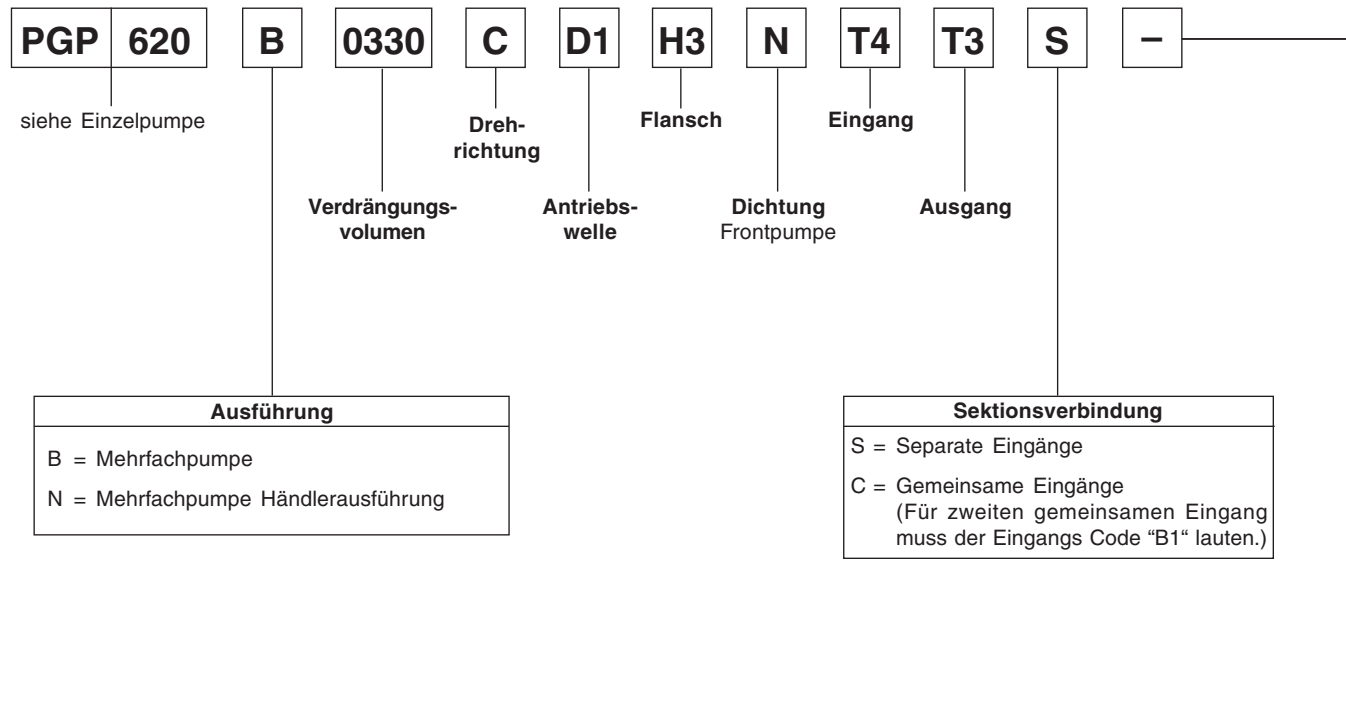 PGP 620 B 0330 C D1 H3 N T4 T3 S –
siehe Einzelpumpe
Dreh-
richtung
Flansch
Eingang
Verdrängungs-
volumen
Antriebs-
welle
Dichtung
Frontpumpe
Ausgang
Ausführung
B = Mehrfachpumpe
N = Mehrfachpumpe Händlerausführung
Sektionsverbindung
S = Separate Eingänge
C = Gemeinsame Eingänge
(Für zweiten gemeinsamen Eingang
muss der Eingangs Code “B1“ lauten.)